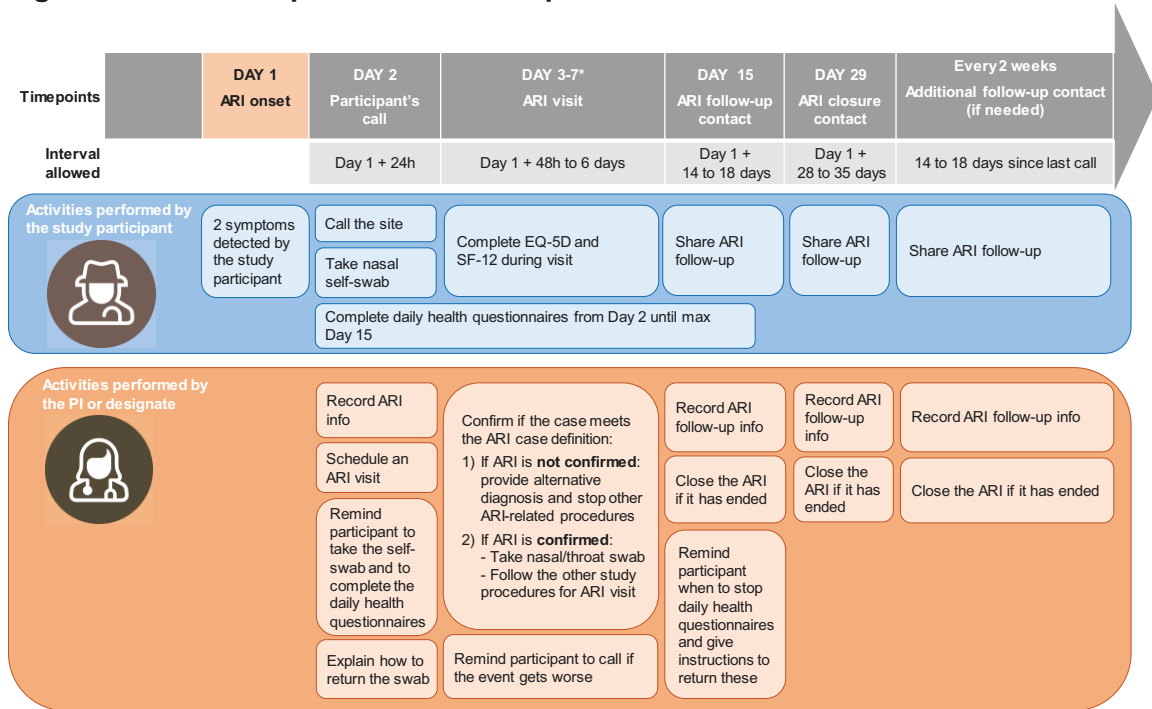 Timepoints
DAY 1
ARI onset
DAY 2
Participant's
call
DAY 3-7*
ARI visit
DAY 15
ARI follow-up
contact
DAY 29
ARI closure
contact
Every 2 weeks
Additional follow-up contact
(if needed)
Interval
allowed
Day 1 + 24h
Day 1 + 48h to 6 days
Day 1 +
14 to 18 days
Day 1 +
28 to 35 days
14 to 18 days since last call
Activities performed by
the study participant
2 symptoms
detected by
the study
participant
Call the site
Take nasal
self-swab
Complete EQ-5D and
SF-12 during visit
Share ARI
follow-up
Share ARI
follow-up
Share ARI follow-up
Complete daily health questionnaires from Day 2 until max
Day 15
Activities performed by
the PI or designate
Record ARI
info
Schedule an
ARI visit
Remind
participant to
take the self-
swab and to
complete the
daily health
questionnaires
Explain how to
return the swab
Confirm if the case meets
the ARI case definition:
1) If ARI is not confirmed:
provide alternative
diagnosis and stop other
ARI-related procedures
2) If ARI is confirmed:
- Take nasal/throat swab
- Follow the other study
procedures for ARI visit
Remind participant to call if
the event gets worse
Record ARI
follow-up info
Close the ARI
if it has ended
Remind
participant
when to stop
daily health
questionnaires
and give
instructions to
return these
Record ARI
follow-up
info
Close the
ARI if it has
ended
Record ARI follow-up info
Close the ARI if it has ended